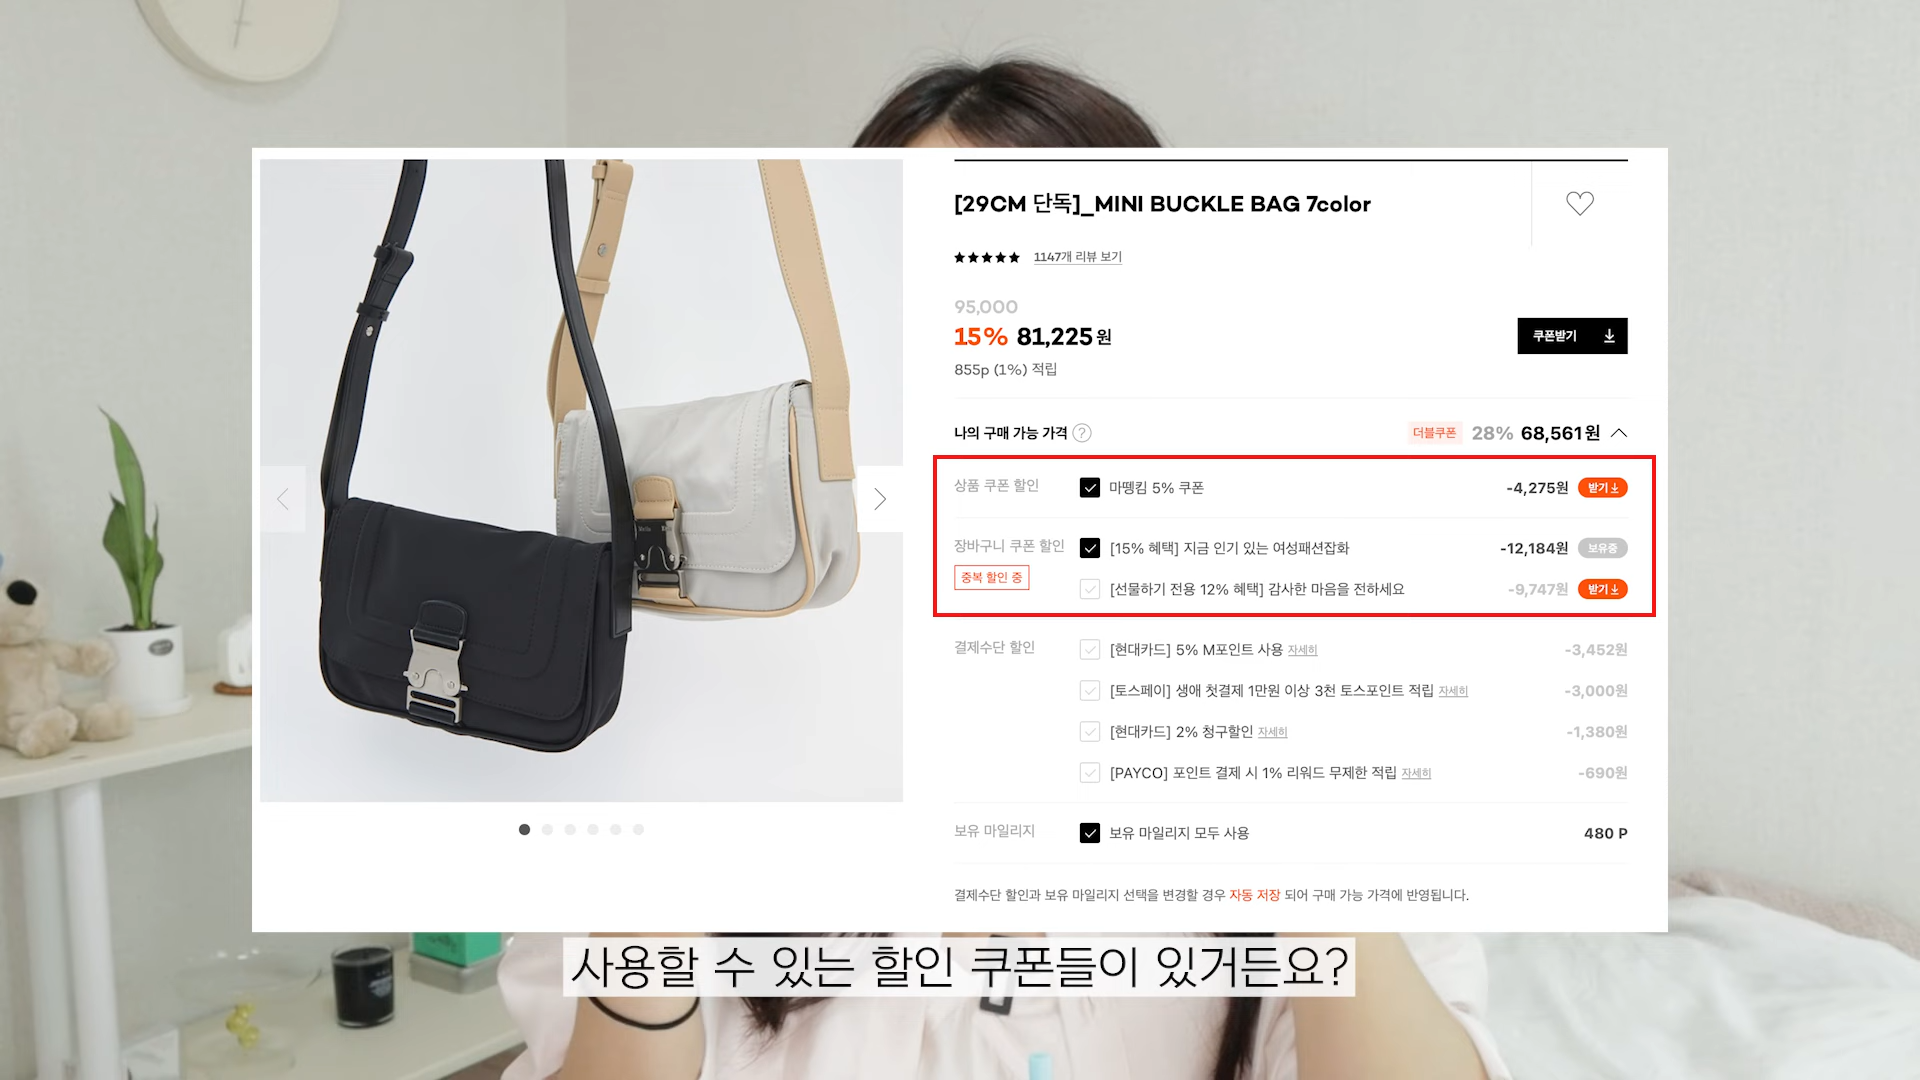 [29CM 단독]_MINI BUCKLE BAG 7color
★★★★★ 1147개 리뷰 보기
95,000
15% 81,225원
쿠폰받기
855p (1%) 적립
나의 구매 가능 가격 ? 더블쿠폰 28% 68,561원
상품 쿠폰 할인 마뗑킴 5% 쿠폰 -4,275원 받기
장바구니 쿠폰 할인 [15% 혜택] 지금 인기 있는 여성패션잡화 -12,184원 보유중
중복 할인 중 [선물하기 전용 12% 혜택] 감사한 마음을 전하세요 -9,747원 받기
결제수단 할인 [현대카드] 5% M포인트 사용 자세히 -3,452원
[토스페이] 생애 첫결제 1만원 이상 3천 토스포인트 적립 자세히 -3,000원
[현대카드] 2% 청구할인 자세히 -1,380원
[PAYCO] 포인트 결제 시 1% 리워드 무제한 적립 자세히 -690원
보유 마일리지 보유 마일리지 모두 사용 480 P
결제수단 할인과 보유 마일리지 선택을 변경할 경우 자동 저장 되어 구매 가능 가격에 반영됩니다.
사용할 수 있는 할인 쿠폰들이 있거든요?